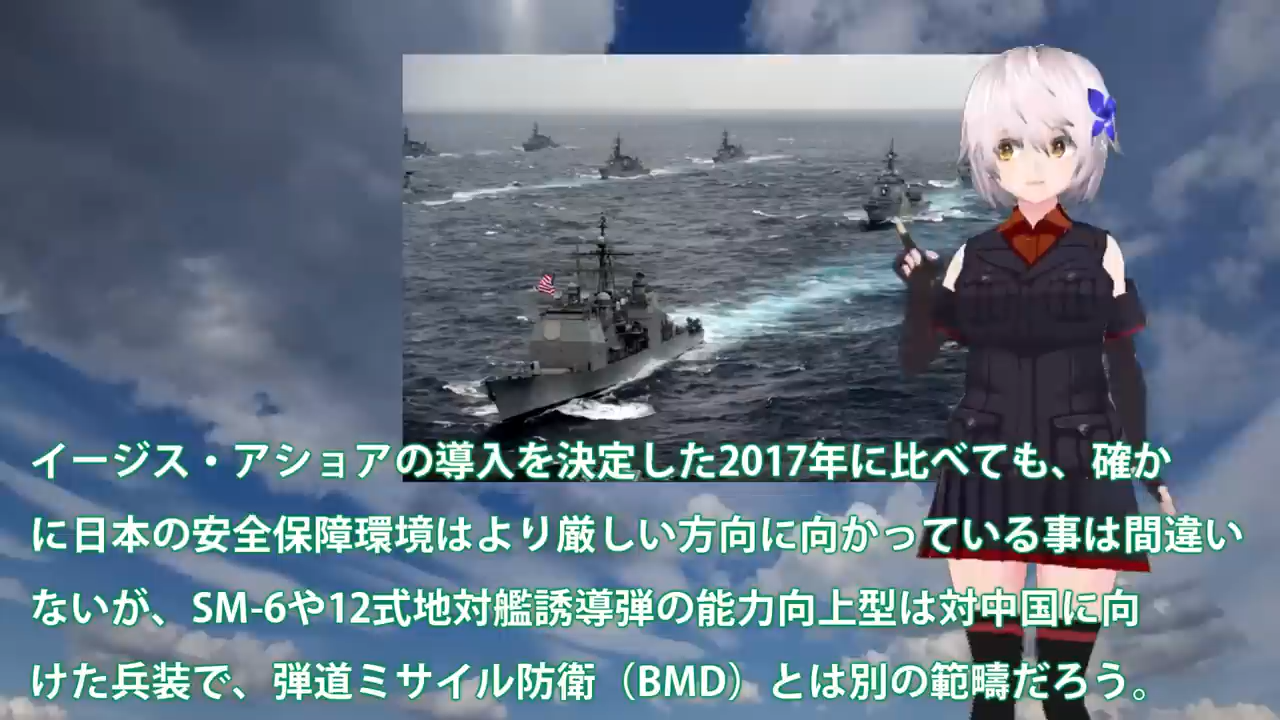 イージス・アショアの導入を決定した2017年に比べても、確か
に日本の安全保障環境はより厳しい方向に向かっている事は間違い
ないが、SM-6や12式地対艦誘導弾の能力向上型は対中国に向
けた兵装で、弾道ミサイル防衛（BMD）とは別の範疇だろう。